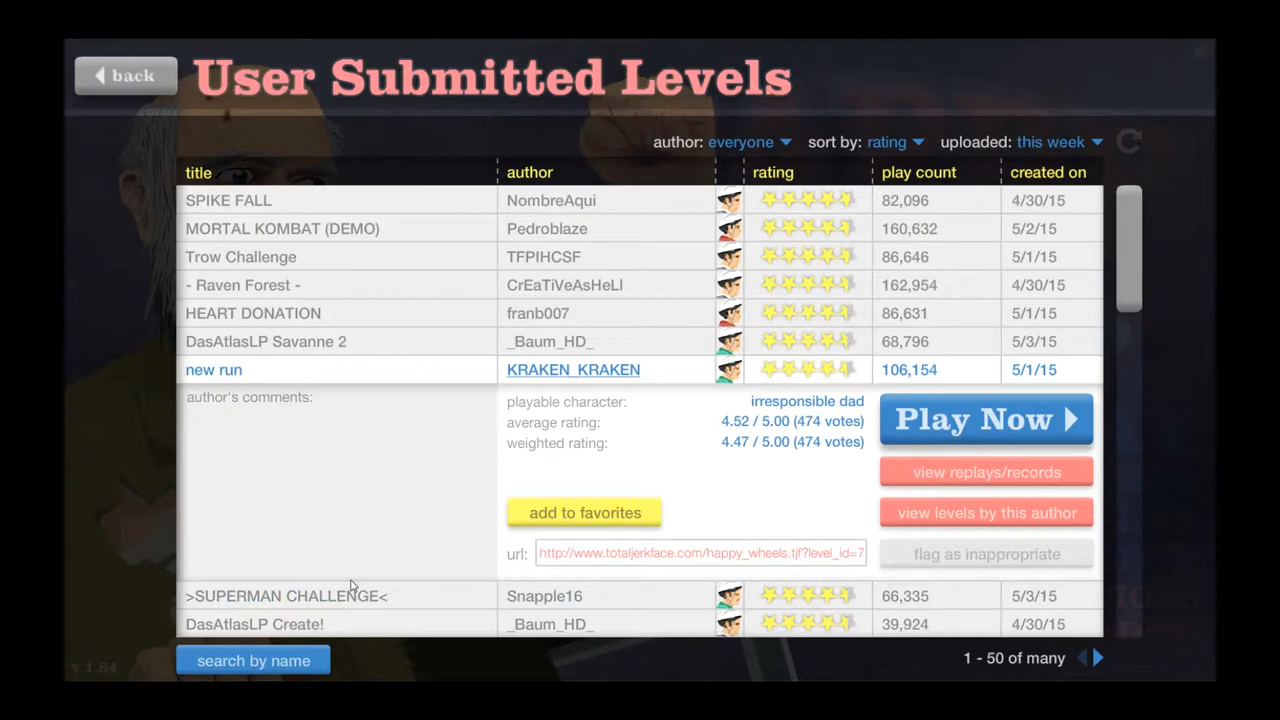 back
User Submitted Levels
author: everyone sort by: rating uploaded: this week
title author rating play count created on
SPIKE FALL NombreAqui 82,096 4/30/15
MORTAL KOMBAT (DEMO) Pedroblaze 160,632 5/2/15
Trow Challenge TFPIHCSF 86,646 5/1/15
- Raven Forest - CrEaTiVeAsHeLl 162,954 4/30/15
HEART DONATION franb007 86,631 5/1/15
DasAtlasLP Savanne 2 _Baum_HD_ 68,796 5/3/15
new run KRAKEN_KRAKEN 106,154 5/1/15
author's comments:
playable character: irresponsible dad
average rating: 4.52 / 5.00 (474 votes)
weighted rating: 4.47 / 5.00 (474 votes)
Play Now
view replays/records
add to favorites
view levels by this author
url: http://www.totaljerkface.com/happy_wheels.tjf?level_id=7
flag as inappropriate
>SUPERMAN CHALLENGE< Snapple16 66,335 5/3/15
DasAtlasLP Create! _Baum_HD_ 39,924 4/30/15
v 1.84
search by name
1 - 50 of many